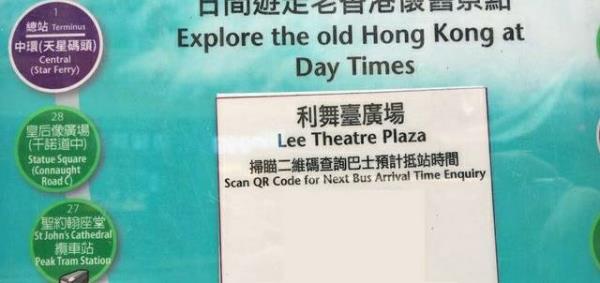 1
總站 Terminus
中環(天星碼頭)
Central
(Star Ferry)
28
皇后像廣場
(干諾道中)
Statue Square
(Connaught
Road C)
27
聖約翰座堂
St John's Cathedral
纜車站
Peak Tram Station
日間遊走老香港懷舊景點
Explore the old Hong Kong at
Day Times
利舞臺廣場
Lee Theatre Plaza
掃瞄二維碼查詢巴士預計抵站時間
Scan QR Code for Next Bus Arrival Time Enquiry